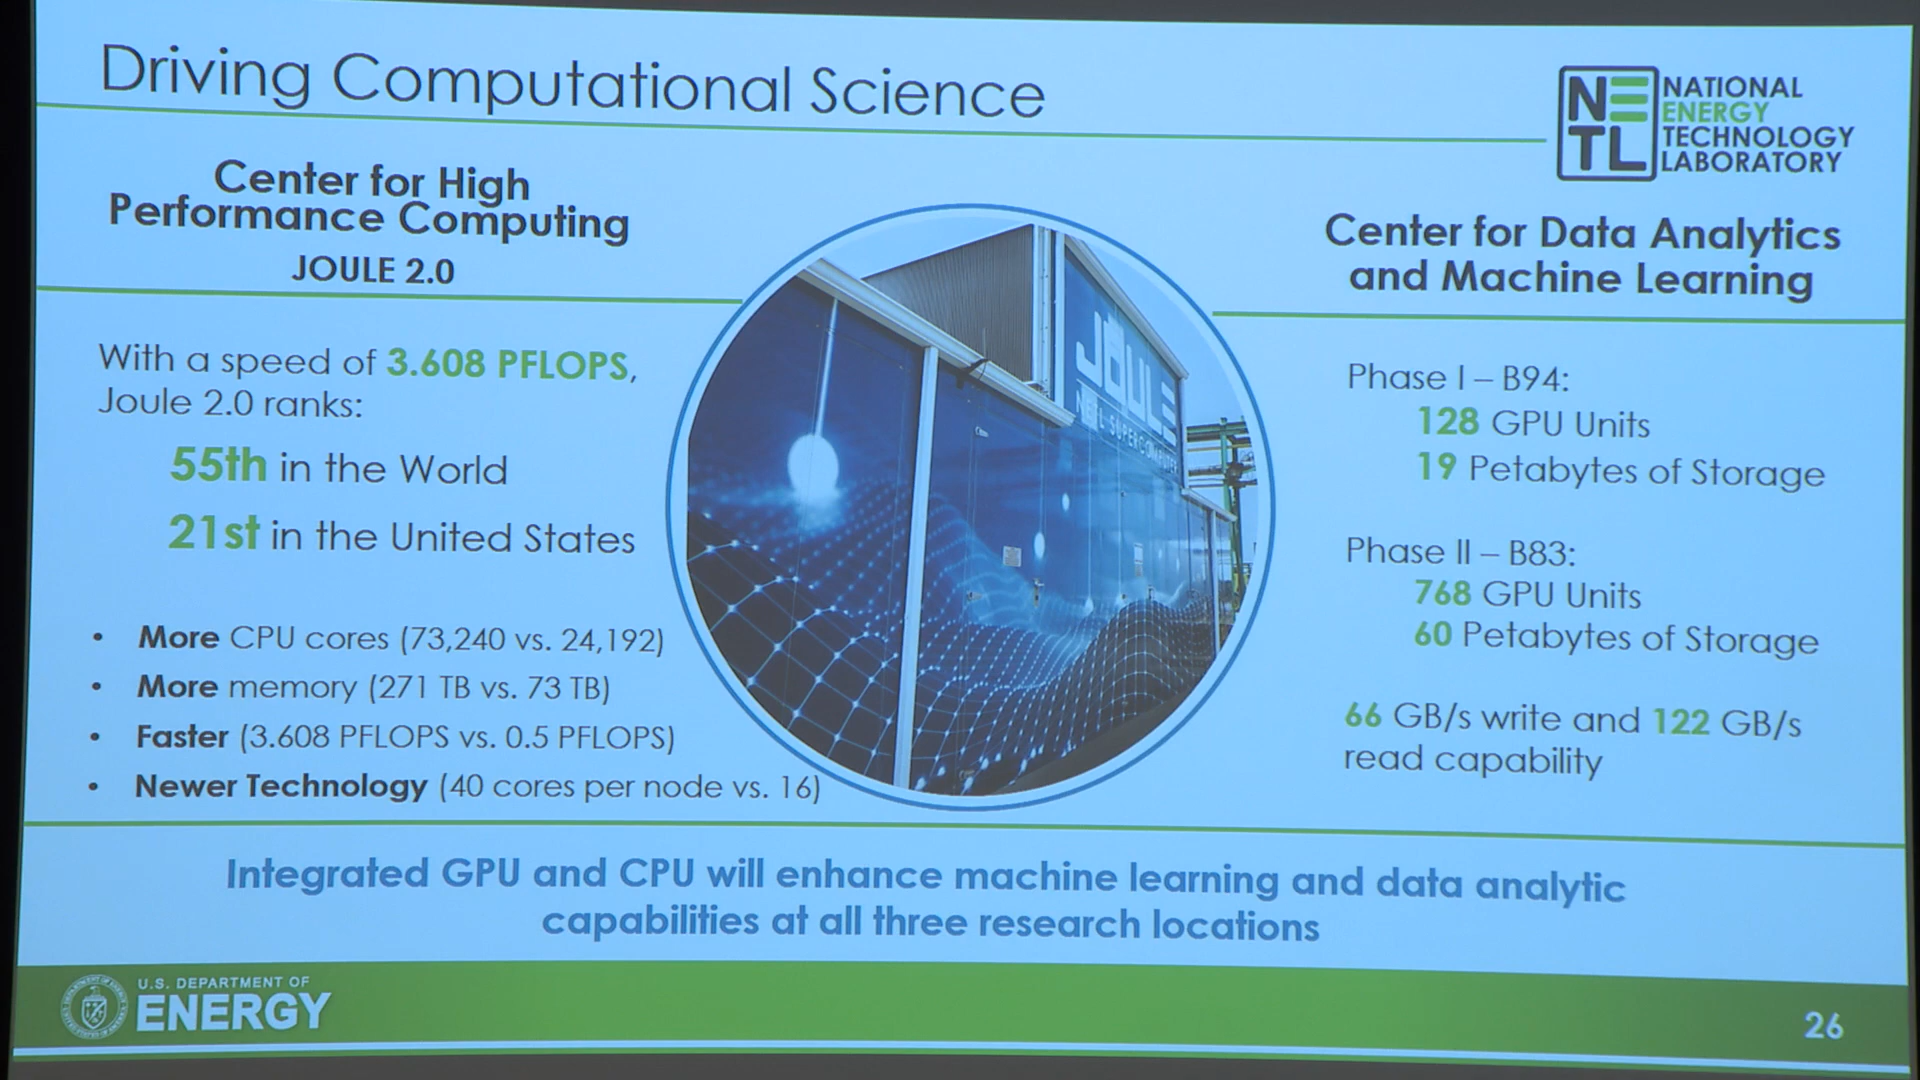 Driving Computational Science
NETL
NATIONAL
ENERGY
TECHNOLOGY
LABORATORY
Center for High
Performance Computing
JOULE 2.0
With a speed of 3.608 PFLOPS,
Joule 2.0 ranks:
55th in the World
21st in the United States
• More CPU cores (73,240 vs. 24,192)
• More memory (271 TB vs. 73 TB)
• Faster (3.608 PFLOPS vs. 0.5 PFLOPS)
• Newer Technology (40 cores per node vs. 16)
JOULE
NETL SUPERCOMPUTER
Center for Data Analytics
and Machine Learning
Phase I – B94:
128 GPU Units
19 Petabytes of Storage
Phase II – B83:
768 GPU Units
60 Petabytes of Storage
66 GB/s write and 122 GB/s
read capability
Integrated GPU and CPU will enhance machine learning and data analytic
capabilities at all three research locations
U.S. DEPARTMENT OF
ENERGY
26